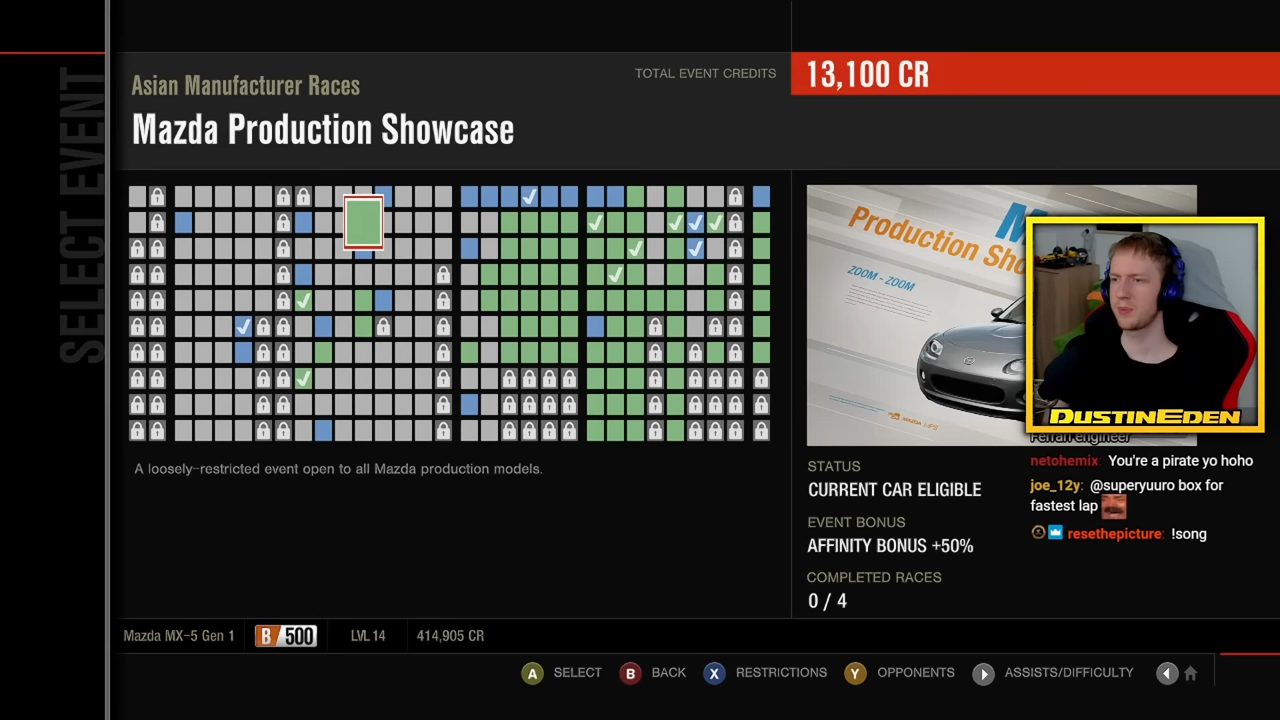 SELECT EVENT
Asian Manufacturer Races
Mazda Production Showcase
TOTAL EVENT CREDITS
13,100 CR
A loosely-restricted event open to all Mazda production models.
Production Sho
M
ZOOM - ZOOM
STATUS
CURRENT CAR ELIGIBLE
EVENT BONUS
AFFINITY BONUS +50%
COMPLETED RACES
0 / 4
DUSTINEDEN
Ferrari engineer
netohemix: You're a pirate yo hoho
joe_12y: @superyuuro box for
fastest lap
resethepicture: !song
Mazda MX-5 Gen 1
B 500
LVL 14
414,905 CR
A SELECT
B BACK
X RESTRICTIONS
Y OPPONENTS
ASSISTS/DIFFICULTY